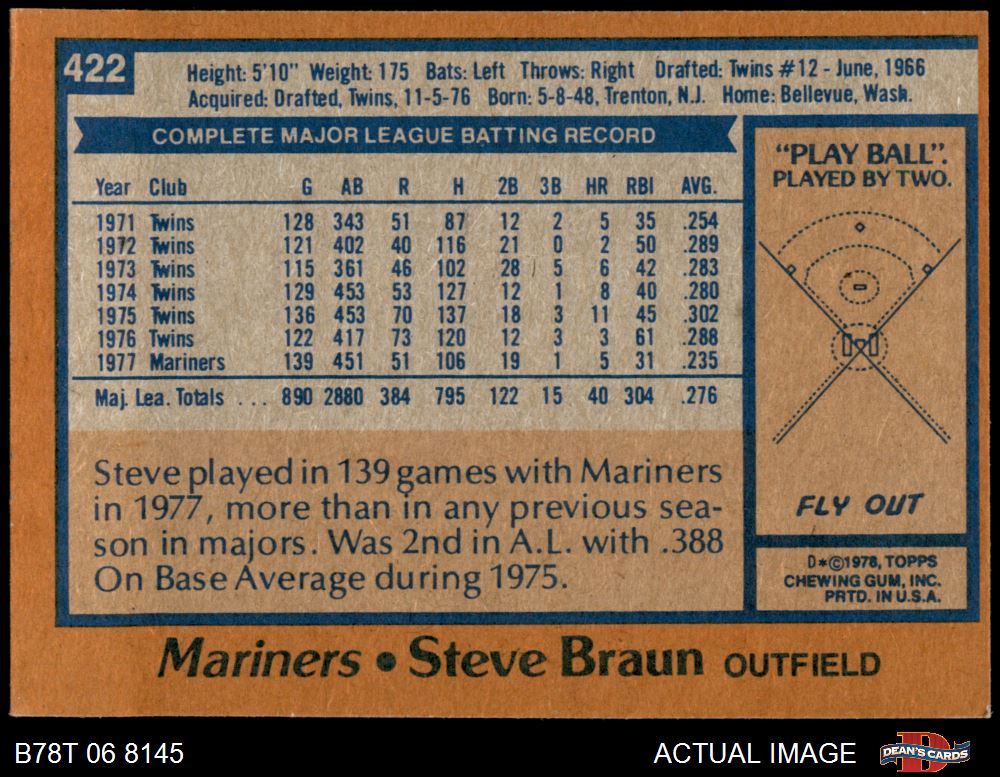 422
Height: 5'10" Weight: 175 Bats: Left Throws: Right Drafted: Twins #12 - June, 1966
Acquired: Drafted, Twins, 11-5-76 Born: 5-8-48, Trenton, N.J. Home: Bellevue, Wash.
COMPLETE MAJOR LEAGUE BATTING RECORD
Year Club G AB R H 2B 3B HR RBI AVG.
1971 Twins 128 343 51 87 12 2 5 35 .254
1972 Twins 121 402 40 116 21 0 2 50 .289
1973 Twins 115 361 46 102 28 5 6 42 .283
1974 Twins 129 453 53 127 12 1 8 40 .280
1975 Twins 136 453 70 137 18 3 11 45 .302
1976 Twins 122 417 73 120 12 3 3 61 .288
1977 Mariners 139 451 51 106 19 1 5 31 .235
Maj. Lea. Totals ... 890 2880 384 795 122 15 40 304 .276
Steve played in 139 games with Mariners
in 1977, more than in any previous sea-
son in majors. Was 2nd in A.L. with .388
On Base Average during 1975.
"PLAY BALL".
PLAYED BY TWO.
FLY OUT
D*©1978, TOPPS
CHEWING GUM, INC.
PRTD. IN U.S.A.
Mariners • Steve Braun OUTFIELD
B78T 06 8145
ACTUAL IMAGE
DEAN'S CARDS